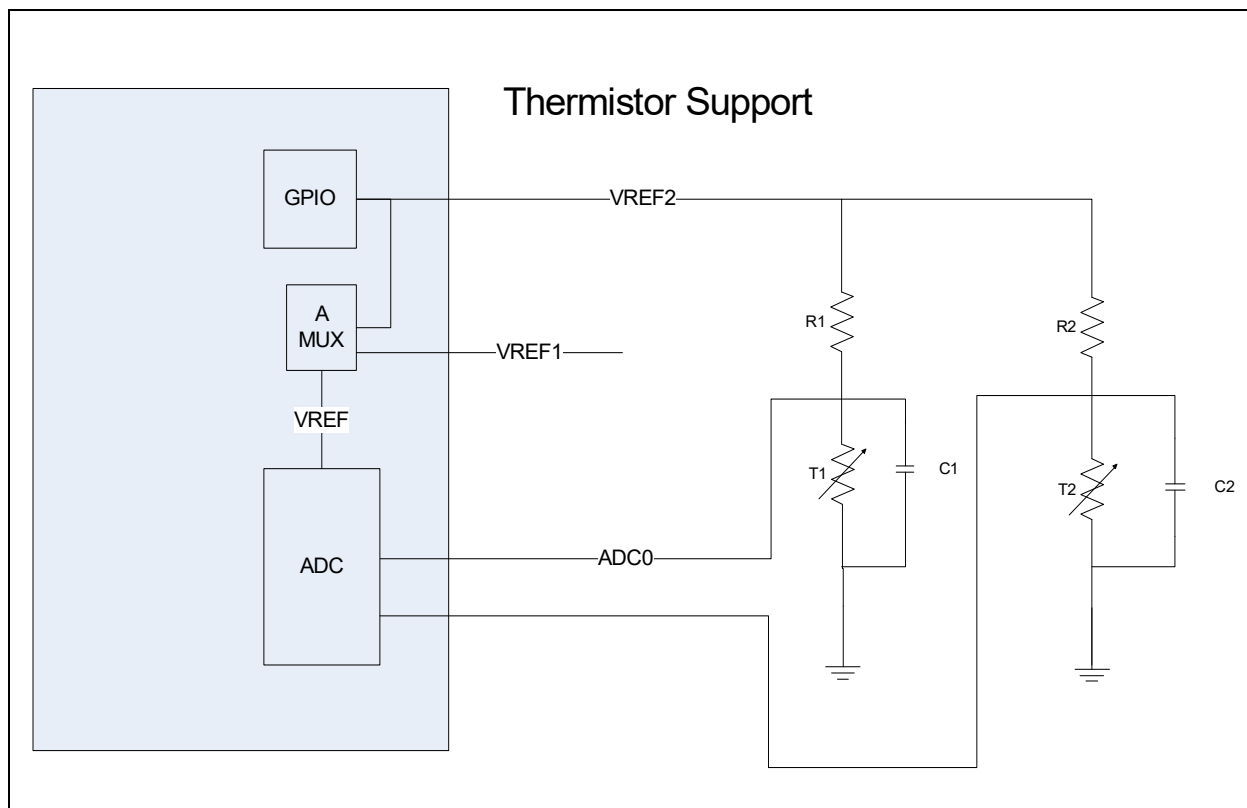 Thermistor Support
GPIO
VREF2
A
MUX
R1
R2
VREF1
VREF
T1
C1
T2
C2
ADC
ADC0